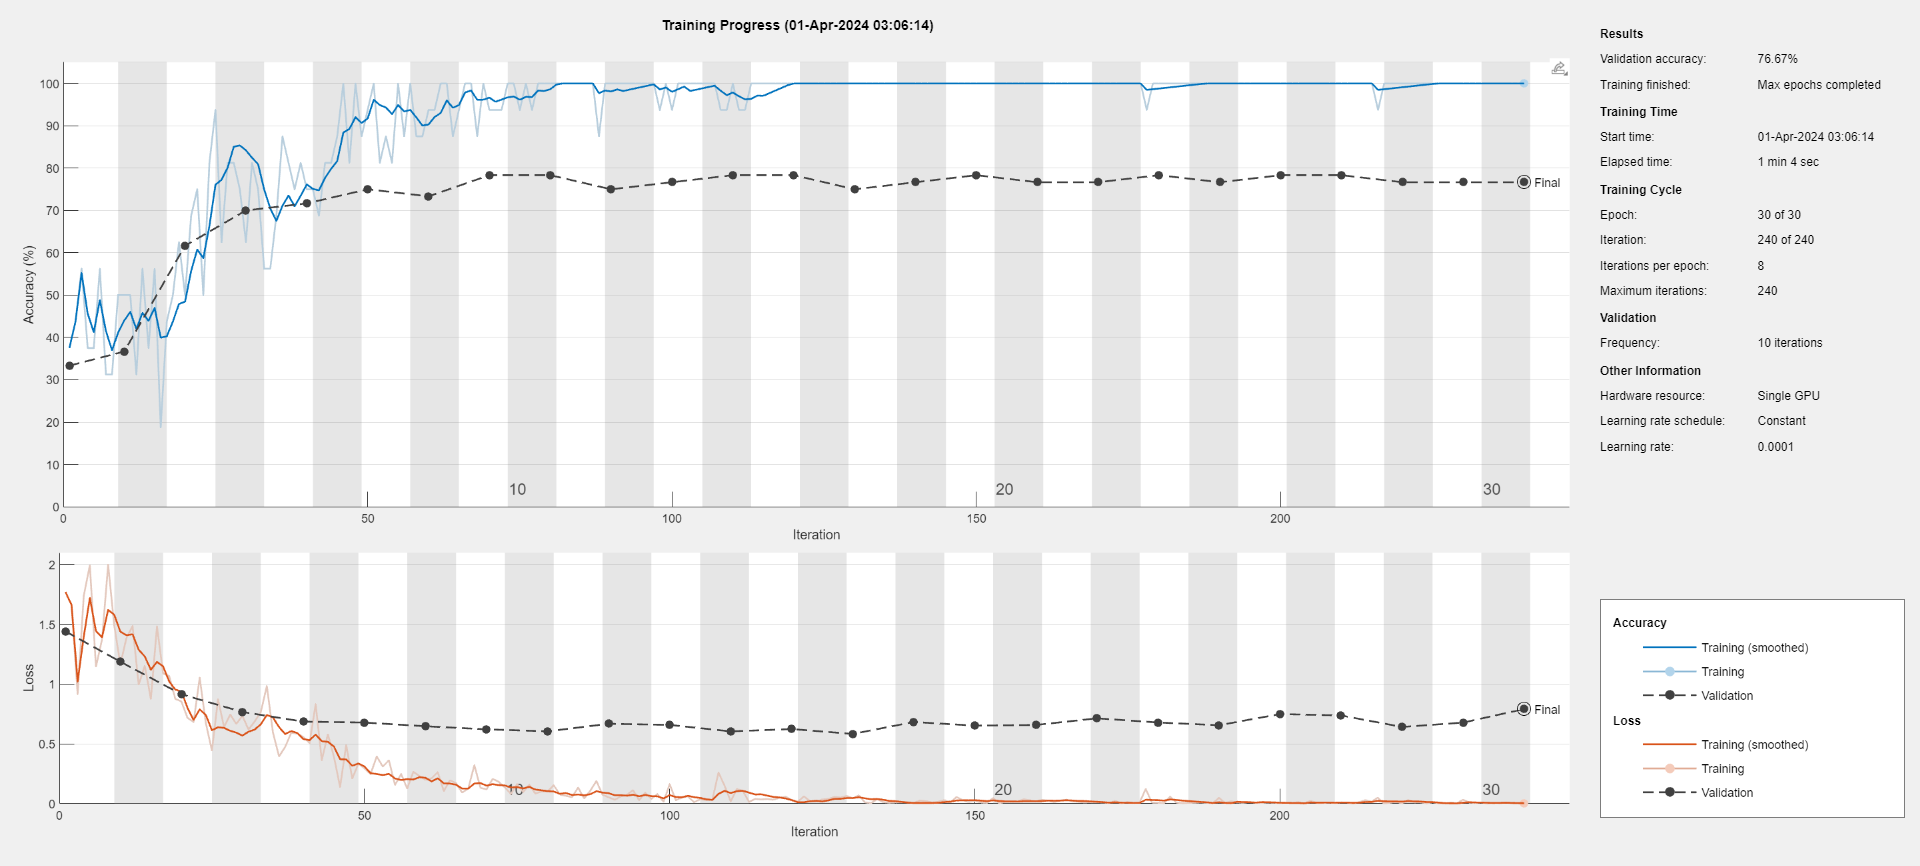 Training Progress (01-Apr-2024 03:06:14)
100
90
80
70
60
50
40
30
20
10
0
Accuracy (%)
Final
10
20
30
0
50
100
150
200
Iteration
2
1.5
1
0.5
0
Loss
Final
10
20
30
0
50
100
150
200
Iteration
Results
Validation accuracy: 76.67%
Training finished: Max epochs completed
Training Time
Start time: 01-Apr-2024 03:06:14
Elapsed time: 1 min 4 sec
Training Cycle
Epoch: 30 of 30
Iteration: 240 of 240
Iterations per epoch: 8
Maximum iterations: 240
Validation
Frequency: 10 iterations
Other Information
Hardware resource: Single GPU
Learning rate schedule: Constant
Learning rate: 0.0001
Accuracy
Training (smoothed)
Training
Validation
Loss
Training (smoothed)
Training
Validation